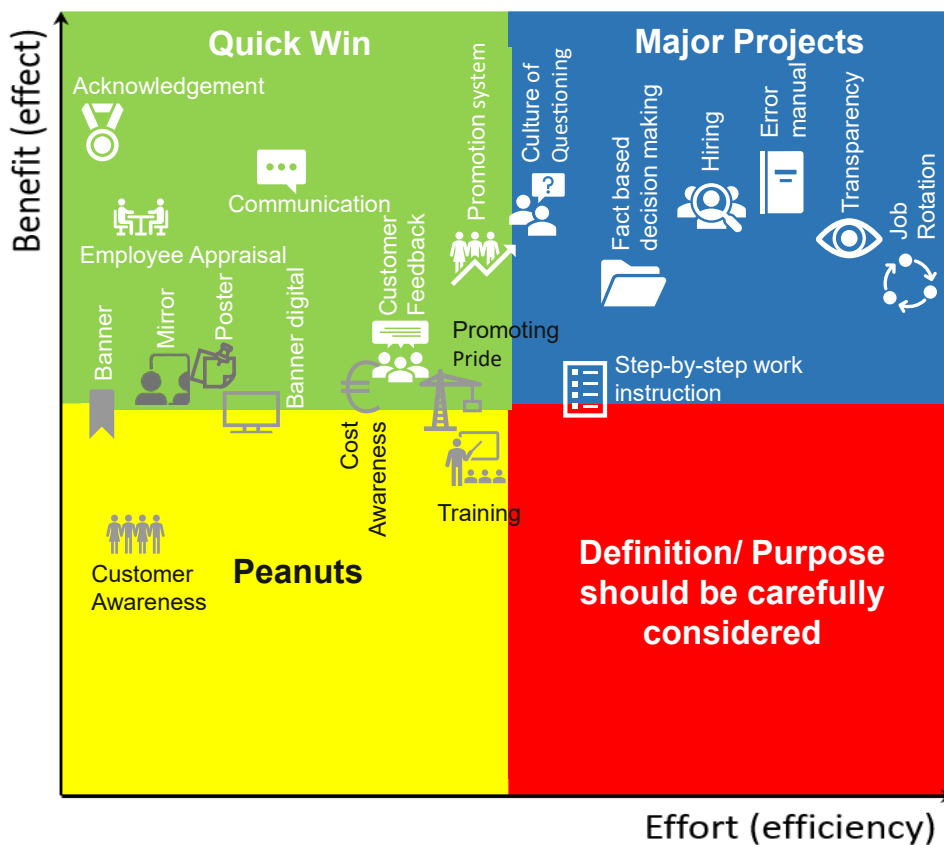 Benefit (effect)
Quick Win
Major Projects
Acknowledgement
Communication
Employee Appraisal
Banner
Mirror
Poster
Banner digital
Customer
Feedback
Promotion system
Promoting
Pride
Cost
Awareness
Culture of
Questioning
?
Fact based
decision making
Hiring
Error
manual
Transparency
Job
Rotation
Step-by-step work
instruction
Training
Customer
Awareness
Peanuts
Definition/ Purpose
should be carefully
considered
Effort (efficiency)